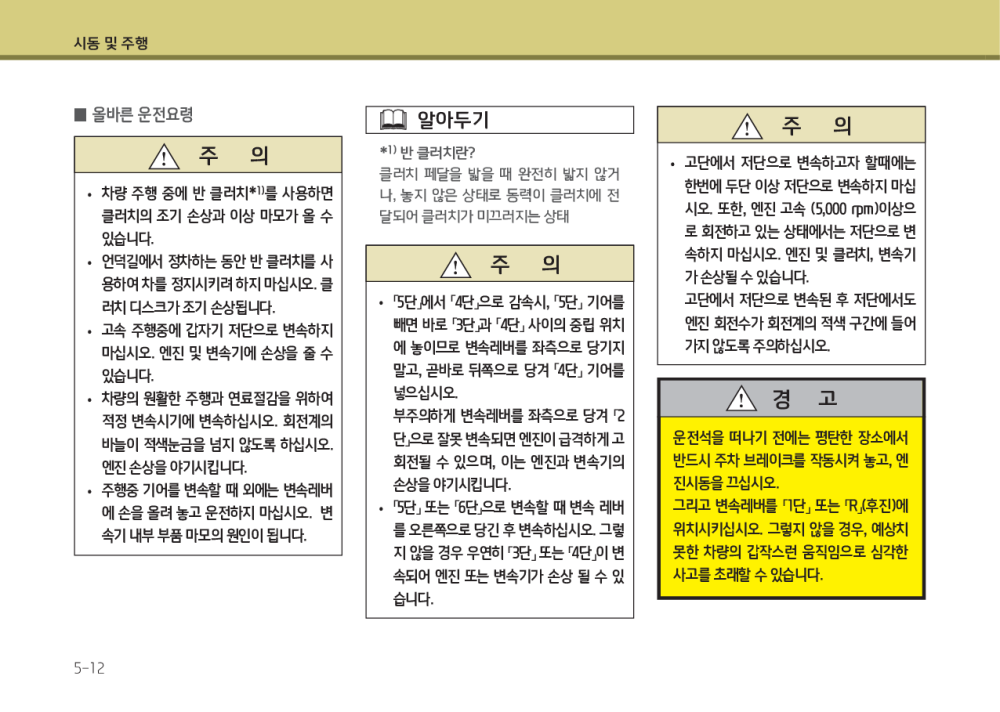 시동 및 주행
■ 올바른 운전요령
주 의
• 차량 주행 중에 반 클러치*1)를 사용하면
클러치의 조기 손상과 이상 마모가 올 수
있습니다.
• 언덕길에서 정차하는 동안 반 클러치를 사
용하여 차를 정지시키려 하지 마십시오. 클
러치 디스크가 조기 손상됩니다.
• 고속 주행중에 갑자기 저단으로 변속하지
마십시오. 엔진 및 변속기에 손상을 줄 수
있습니다.
• 차량의 원활한 주행과 연료절감을 위하여
적정 변속시기에 변속하십시오. 회전계의
바늘이 적색눈금을 넘지 않도록 하십시오.
엔진 손상을 야기시킵니다.
• 주행중 기어를 변속할 때 외에는 변속레버
에 손을 올려 놓고 운전하지 마십시오. 변
속기 내부 부품 마모의 원인이 됩니다.
알아두기
*1) 반 클러치란?
클러치 페달을 밟을 때 완전히 밟지 않거
나, 놓지 않은 상태로 동력이 클러치에 전
달되어 클러치가 미끄러지는 상태
주 의
• 「5단」에서 「4단」으로 감속시, 「5단」 기어를
빼면 바로 「3단」과 「4단」 사이의 중립 위치
에 놓이므로 변속레버를 좌측으로 당기지
말고, 곧바로 뒤쪽으로 당겨 「4단」 기어를
넣으십시오.
부주의하게 변속레버를 좌측으로 당겨 「2
단」으로 잘못 변속되면 엔진이 급격하게 고
회전될 수 있으며, 이는 엔진과 변속기의
손상을 야기시킵니다.
• 「5단」 또는 「6단」으로 변속할 때 변속 레버
를 오른쪽으로 당긴 후 변속하십시오. 그렇
지 않을 경우 우연히 「3단」 또는 「4단」이 변
속되어 엔진 또는 변속기가 손상 될 수 있
습니다.
주 의
• 고단에서 저단으로 변속하고자 할때에는
한번에 두단 이상 저단으로 변속하지 마십
시오. 또한, 엔진 고속 (5,000 rpm)이상으
로 회전하고 있는 상태에서는 저단으로 변
속하지 마십시오. 엔진 및 클러치, 변속기
가 손상될 수 있습니다.
고단에서 저단으로 변속된 후 저단에서도
엔진 회전수가 회전계의 적색 구간에 들어
가지 않도록 주의하십시오.
경 고
운전석을 떠나기 전에는 평탄한 장소에서
반드시 주차 브레이크를 작동시켜 놓고, 엔
진시동을 끄십시오.
그리고 변속레버를 「1단」 또는 「R」(후진)에
위치시키십시오. 그렇지 않을 경우, 예상치
못한 차량의 갑작스런 움직임으로 심각한
사고를 초래할 수 있습니다.
5-12